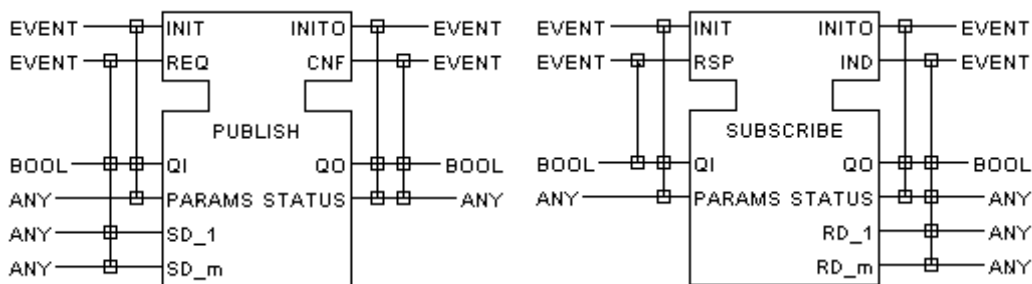 EVENT INIT INITO EVENT
EVENT REQ CNF EVENT
PUBLISH
BOOL QI QO BOOL
ANY PARAMS STATUS ANY
ANY SD_1
ANY SD_m
EVENT INIT INITO EVENT
EVENT RSP IND EVENT
SUBSCRIBE
BOOL QI QO BOOL
ANY PARAMS STATUS ANY
RD_1 ANY
RD_m ANY